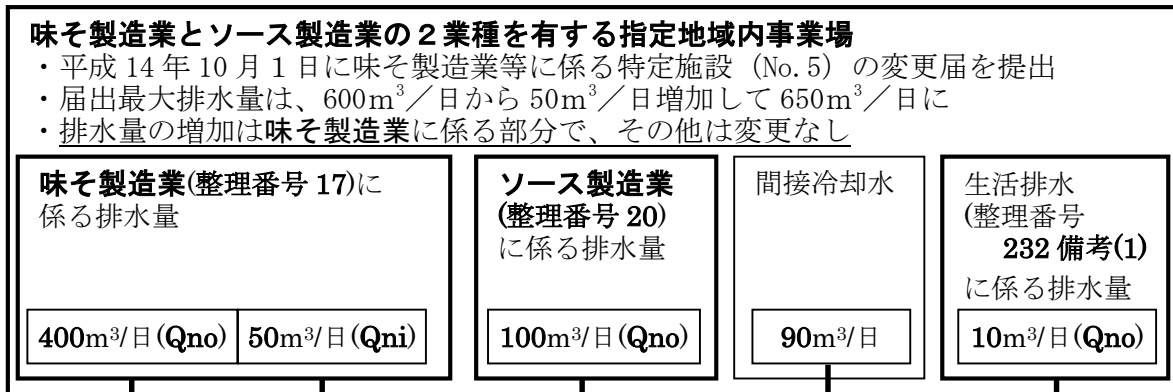 味そ製造業とソース製造業の２業種を有する指定地域内事業場
・平成 14 年 10 月１日に味そ製造業等に係る特定施設（No.5）の変更届を提出
・届出最大排水量は、600ｍ³／日から 50ｍ³／日増加して 650ｍ³／日に
・排水量の増加は味そ製造業に係る部分で、その他は変更なし
味そ製造業(整理番号 17)に
係る排水量
400m³/日(Qno)
50m³/日(Qni)
ソース製造業
(整理番号 20)
に係る排水量
100m³/日(Qno)
間接冷却水
90m³/日
生活排水
(整理番号
232 備考(1)
に係る排水量
10m³/日(Qno)